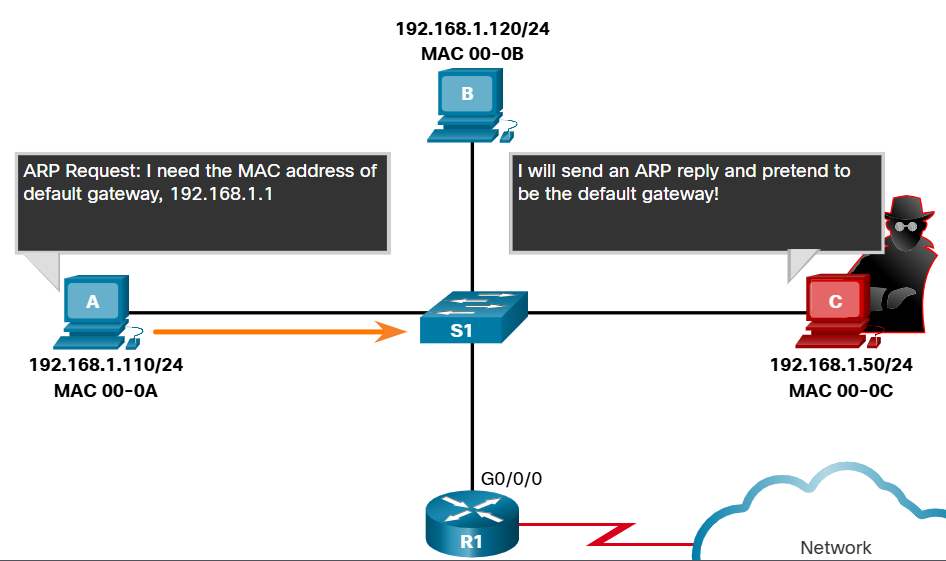 192.168.1.120/24
MAC 00-0B
B
ARP Request: I need the MAC address of
default gateway, 192.168.1.1
I will send an ARP reply and pretend to
be the default gateway!
A
S1
C
192.168.1.110/24
MAC 00-0A
192.168.1.50/24
MAC 00-0C
G0/0/0
R1
Network